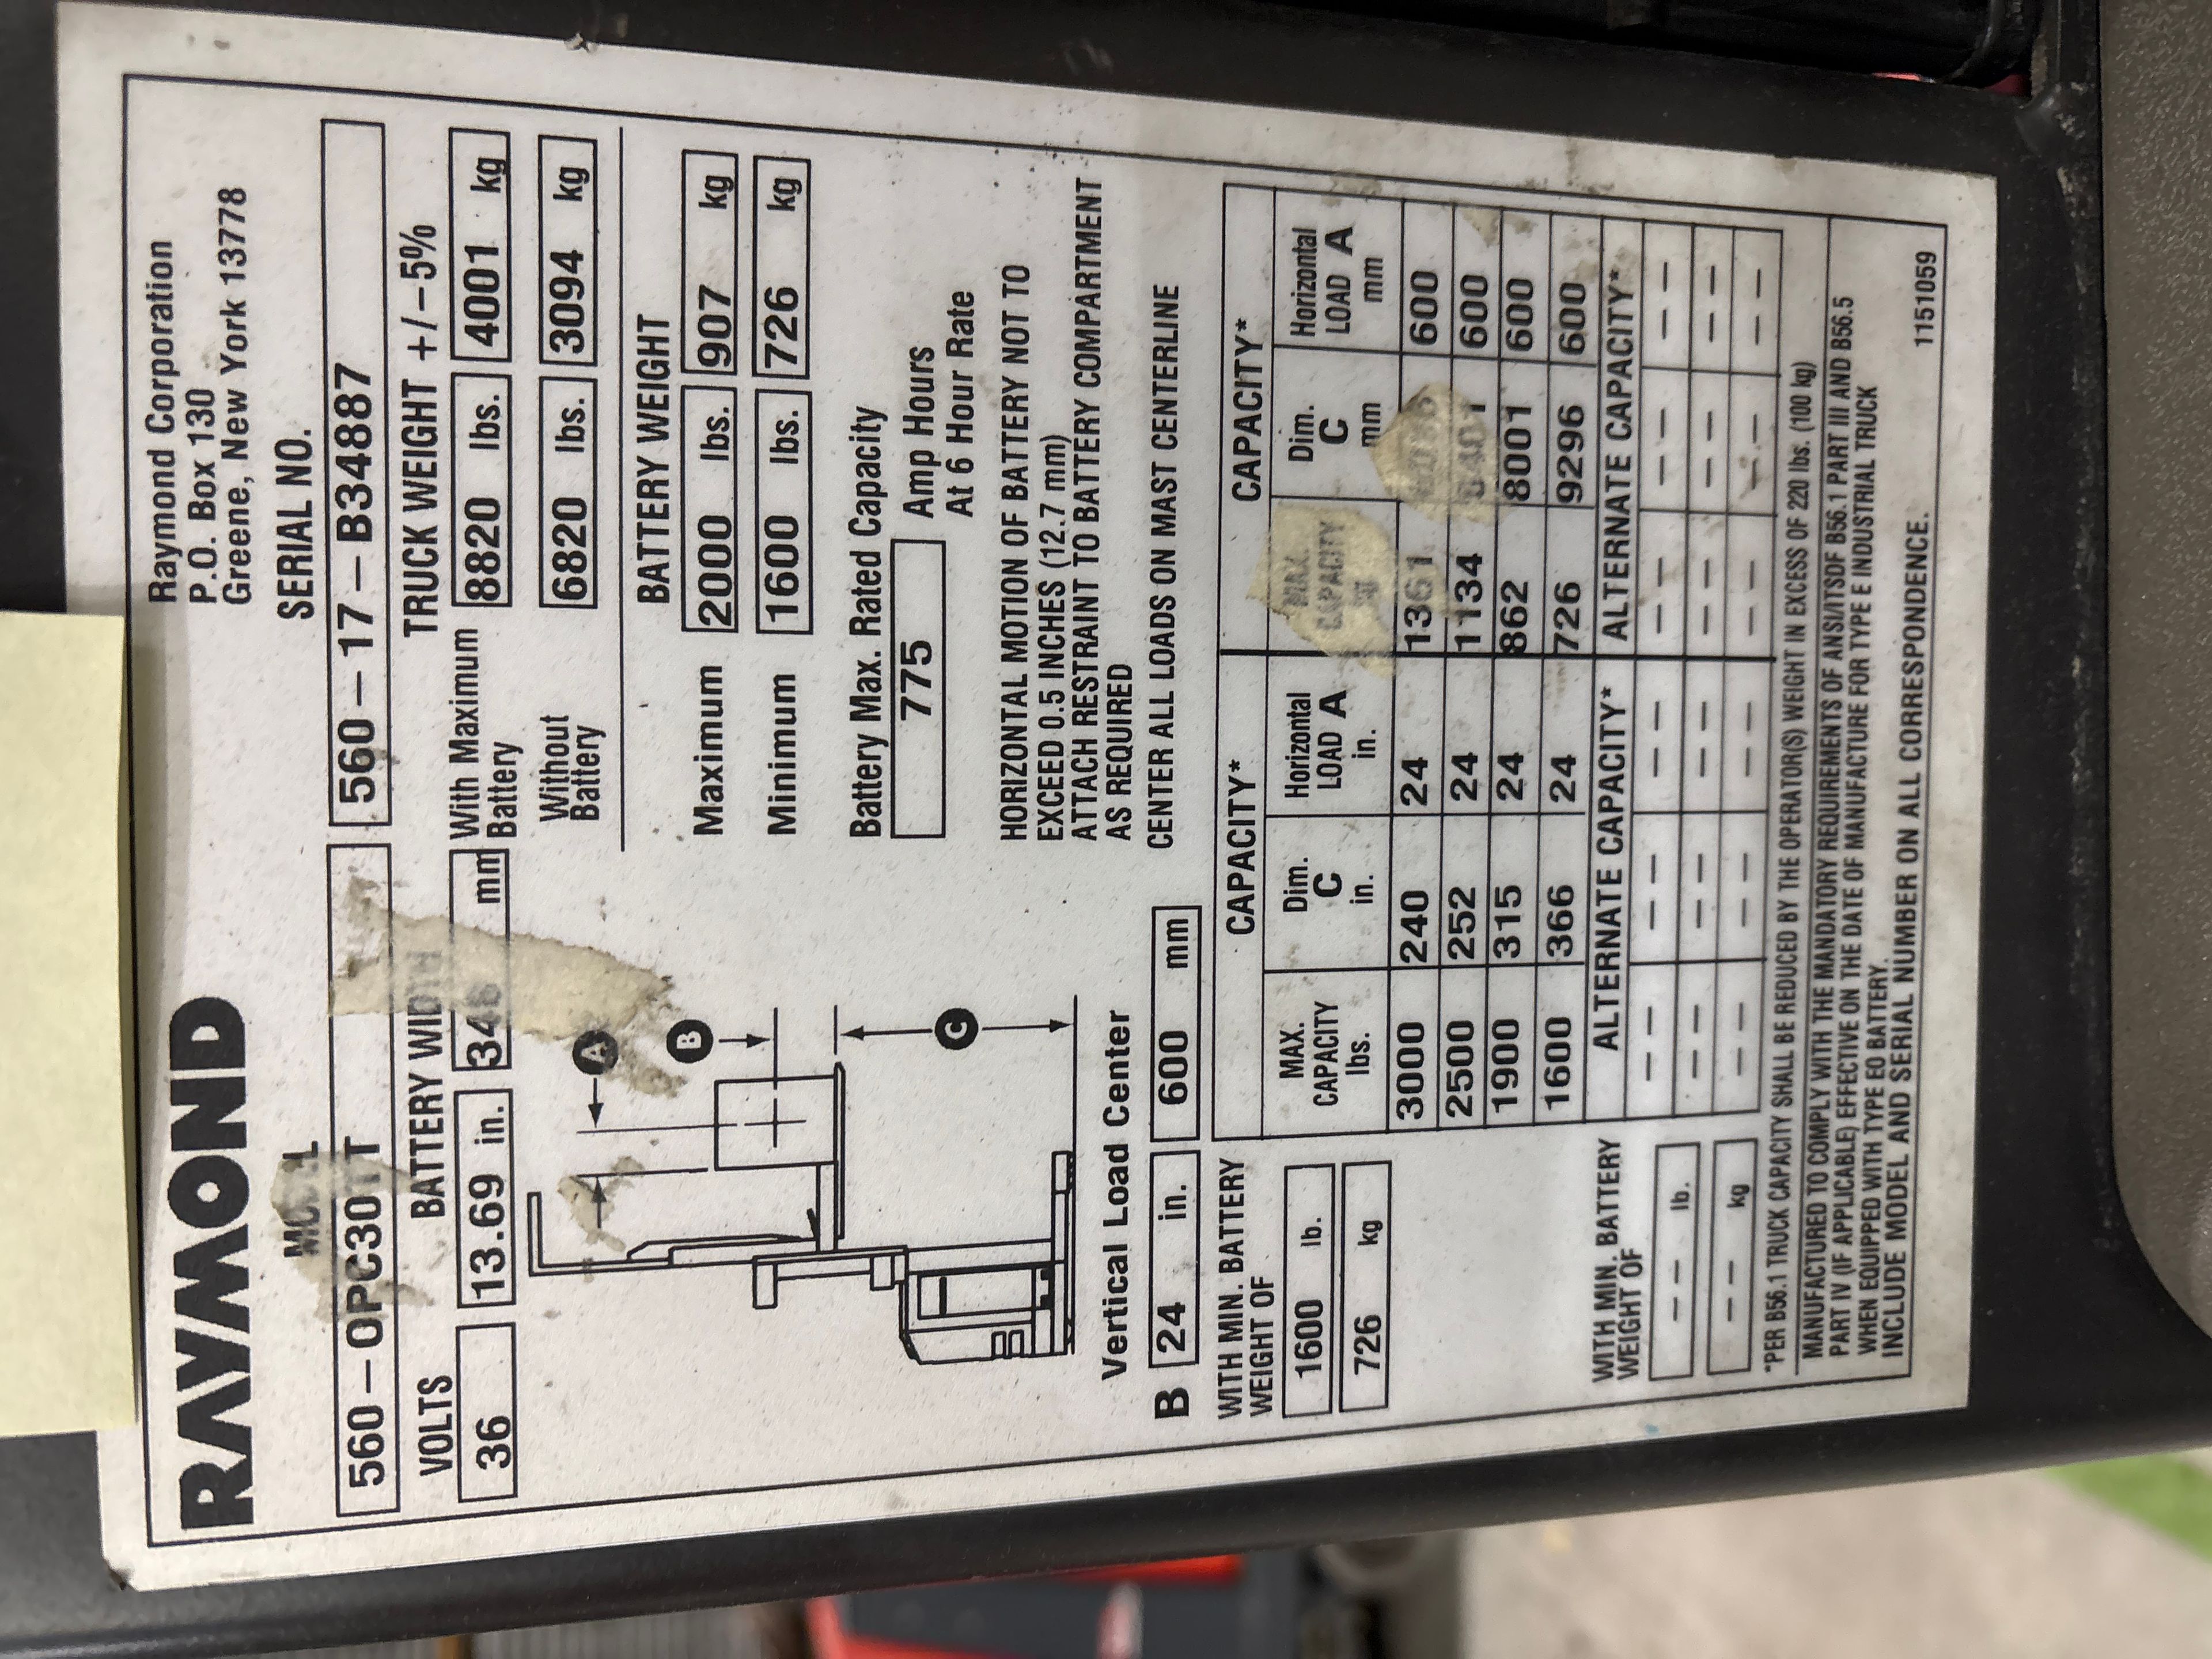 RAYMOND
Raymond Corporation
P.O. Box 130
Greene, New York 13778
MODEL
SERIAL NO.
560-OPC30TT
560-17-B34887
VOLTS
BATTERY WIDTH
TRUCK WEIGHT +/-5%
36
13.69 in.
348 mm
With Maximum
Battery
8820 lbs.
4001 kg
Without
Battery
6820 lbs.
3094 kg
A
B
C
BATTERY WEIGHT
Maximum
2000 lbs.
907 kg
Minimum
1600 lbs.
726 kg
Battery Max. Rated Capacity
775
Amp Hours
At 6 Hour Rate
HORIZONTAL MOTION OF BATTERY NOT TO
EXCEED 0.5 INCHES (12.7 mm)
ATTACH RESTRAINT TO BATTERY COMPARTMENT
AS REQUIRED
CENTER ALL LOADS ON MAST CENTERLINE
Vertical Load Center
B 24 in. 600 mm
WITH MIN. BATTERY
WEIGHT OF
1600 lb.
726 kg
CAPACITY* CAPACITY*
MAX. CAPACITY lbs. Dim. C in. Horizontal LOAD A in. MAX. CAPACITY Dim. C mm Horizontal LOAD A mm
3000 240 24 1361 600
2500 252 24 1134 6401 600
1900 315 24 862 8001 600
1600 366 24 726 9296 600
ALTERNATE CAPACITY* ALTERNATE CAPACITY*
WITH MIN. BATTERY
WEIGHT OF
-- lb.
-- kg
-- -- -- -- -- --
-- -- -- -- -- --
-- -- -- -- -- --
*PER B56.1 TRUCK CAPACITY SHALL BE REDUCED BY THE OPERATOR(S) WEIGHT IN EXCESS OF 220 lbs. (100 kg)
MANUFACTURED TO COMPLY WITH THE MANDATORY REQUIREMENTS OF ANSI/ITSDF B56.1 PART III AND B56.5
PART IV (IF APPLICABLE) EFFECTIVE ON THE DATE OF MANUFACTURE FOR TYPE E INDUSTRIAL TRUCK
WHEN EQUIPPED WITH TYPE EO BATTERY.
INCLUDE MODEL AND SERIAL NUMBER ON ALL CORRESPONDENCE.
1151059